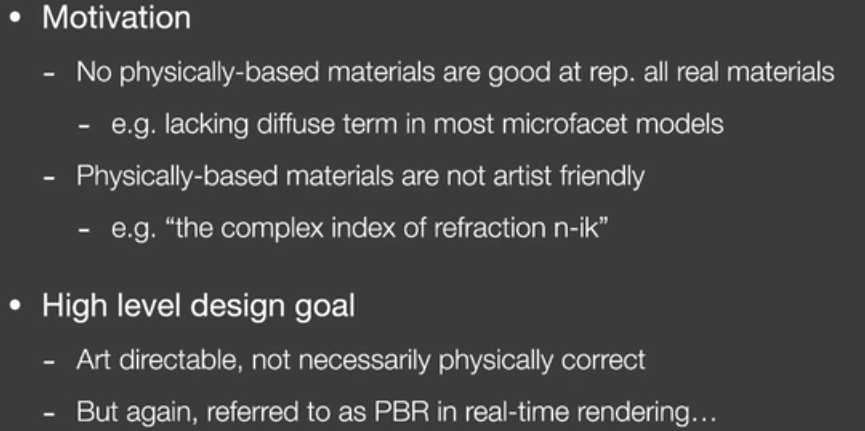 • Motivation
- No physically-based materials are good at rep. all real materials
- e.g. lacking diffuse term in most microfacet models
- Physically-based materials are not artist friendly
- e.g. “the complex index of refraction n-ik”
• High level design goal
- Art directable, not necessarily physically correct
- But again, referred to as PBR in real-time rendering…